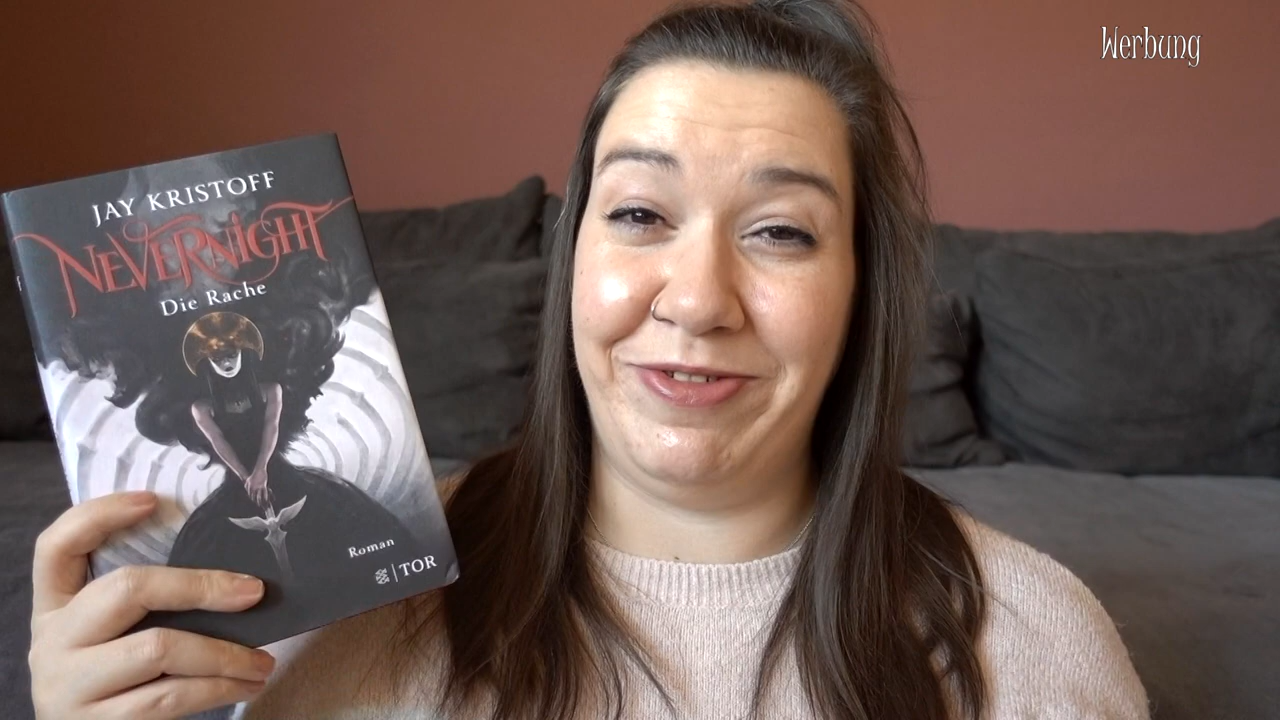 Werbung
JAY KRISTOFF
NEVERNIGHT
Die Rache
Roman
TOR